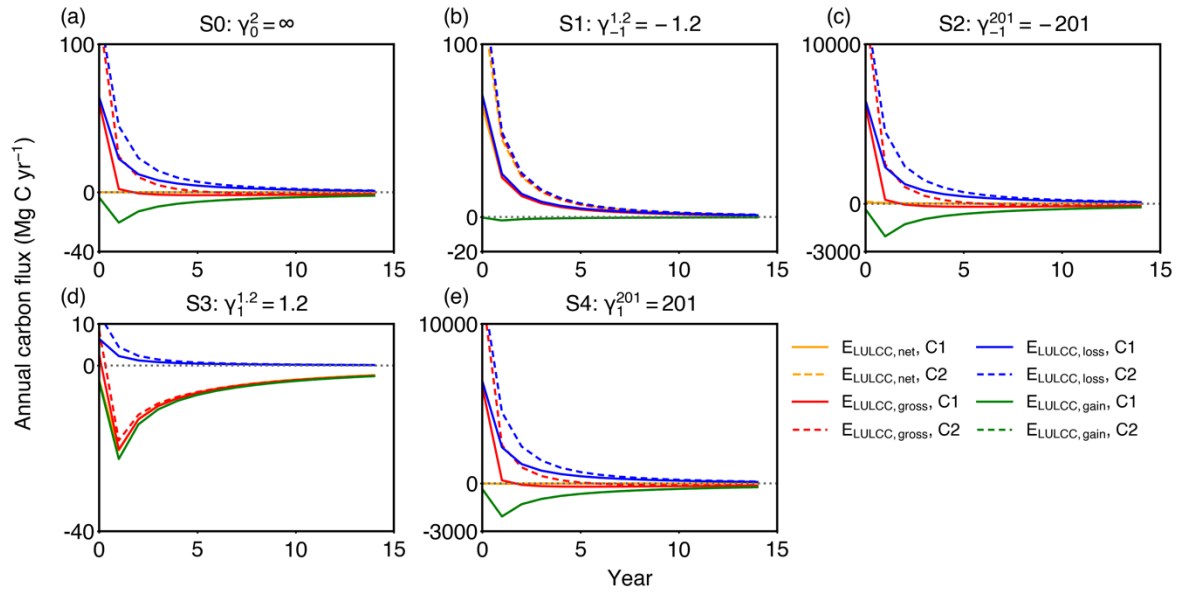 (a) S0: γ₀² = ∞
(b) S1: γ₋₁^1.2 = −1.2
(c) S2: γ₋₁^201 = −201
100
0
-40
0 5 10 15
100
0
-20
0 5 10 15
10000
0
-3000
0 5 10 15
Annual carbon flux (Mg C yr⁻¹)
(d) S3: γ₁^1.2 = 1.2
(e) S4: γ₁^201 = 201
10
0
-40
0 5 10 15
10000
0
-3000
0 5 10 15
Year
E_LULCC,net, C1
E_LULCC,net, C2
E_LULCC,gross, C1
E_LULCC,gross, C2
E_LULCC,loss, C1
E_LULCC,loss, C2
E_LULCC,gain, C1
E_LULCC,gain, C2